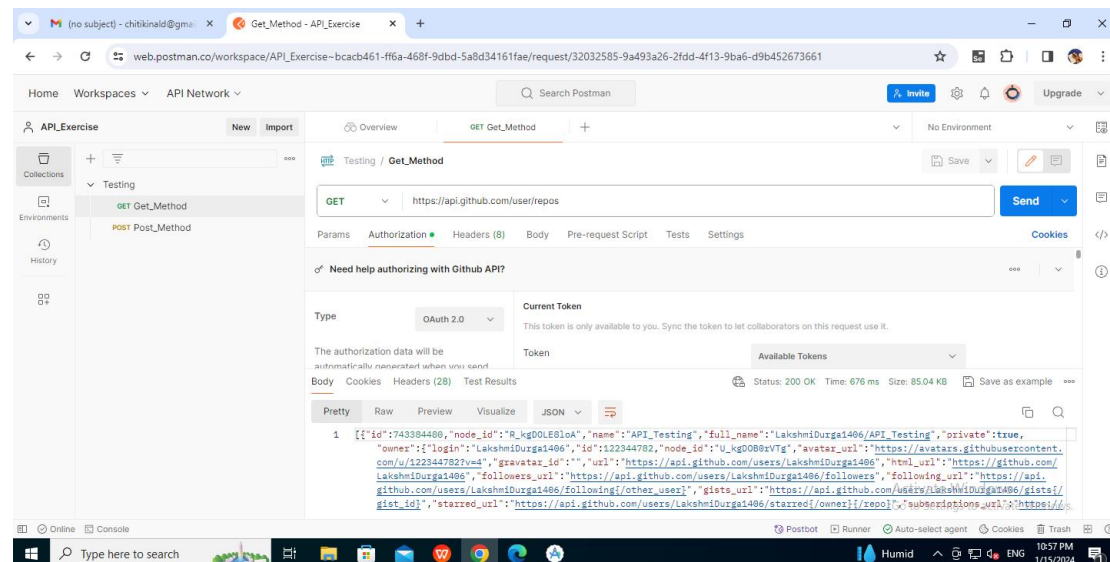 (no subject) - chitikinald@gma
Get_Method - API_Exercise
web.postman.co/workspace/API_Exercise~bcacb461-ff6a-468f-9dbd-5a8d34161fae/request/32032585-9a493a26-2fdd-4f13-9ba6-d9b452673661
Home Workspaces API Network Search Postman Invite Upgrade
API_Exercise New Import Overview GET Get_Method No Environment
Collections Testing / Get_Method Save
Testing
GET Get_Method GET https://api.github.com/user/repos Send
Environments
POST Post_Method Params Authorization Headers (8) Body Pre-request Script Tests Settings Cookies
History
Need help authorizing with Github API?
Current Token
Type OAuth 2.0 This token is only available to you. Sync the token to let collaborators on this request use it.
The authorization data will be Token Available Tokens
automatically generated when you send
Body Cookies Headers (28) Test Results Status: 200 OK Time: 676 ms Size: 85.04 KB Save as example
Pretty Raw Preview Visualize JSON
1 [{"id":743384480,"node_id":"R_kgDOLE8loA","name":"API_Testing","full_name":"LakshmiDurga1406/API_Testing","private":true,
"owner":{"login":"LakshmiDurga1406","id":122344782,"node_id":"U_kgDOB0rVTg","avatar_url":"https://avatars.githubusercontent.
com/u/122344782?v=4","gravatar_id":"","url":"https://api.github.com/users/LakshmiDurga1406","html_url":"https://github.com/
LakshmiDurga1406","followers_url":"https://api.github.com/users/LakshmiDurga1406/followers","following_url":"https://api.
github.com/users/LakshmiDurga1406/following{/other_user}","gists_url":"https://api.github.com/users/LakshmiDurga1406/gists{/
gist_id}","starred_url":"https://api.github.com/users/LakshmiDurga1406/starred{/owner}{/repo}","subscriptions_url":"https://
Online Console Postbot Runner Auto-select agent Cookies Trash
Type here to search Humid ENG 10:57 PM
1/15/2024